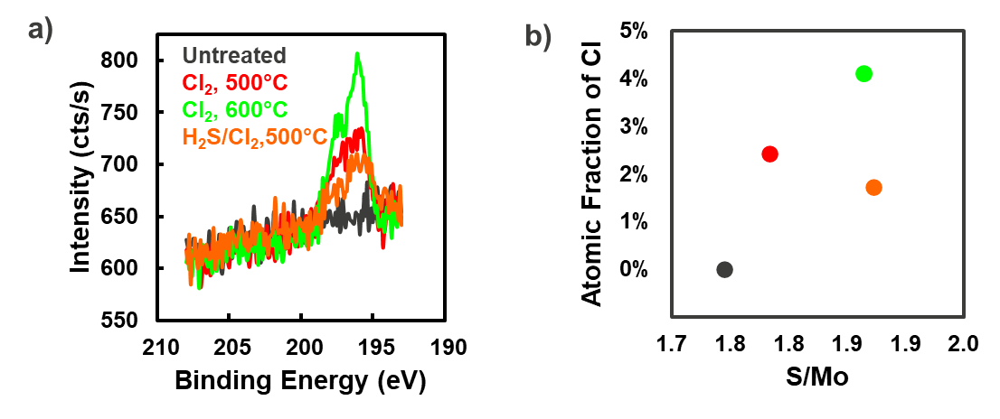 a)
Intensity (cts/s)
800
750
700
650
600
550
Untreated
Cl₂, 500°C
Cl₂, 600°C
H₂S/Cl₂,500°C
210 205 200 195 190
Binding Energy (eV)
b)
Atomic Fraction of Cl
5%
4%
3%
2%
1%
0%
1.7 1.8 1.8 1.9 1.9 2.0
S/Mo